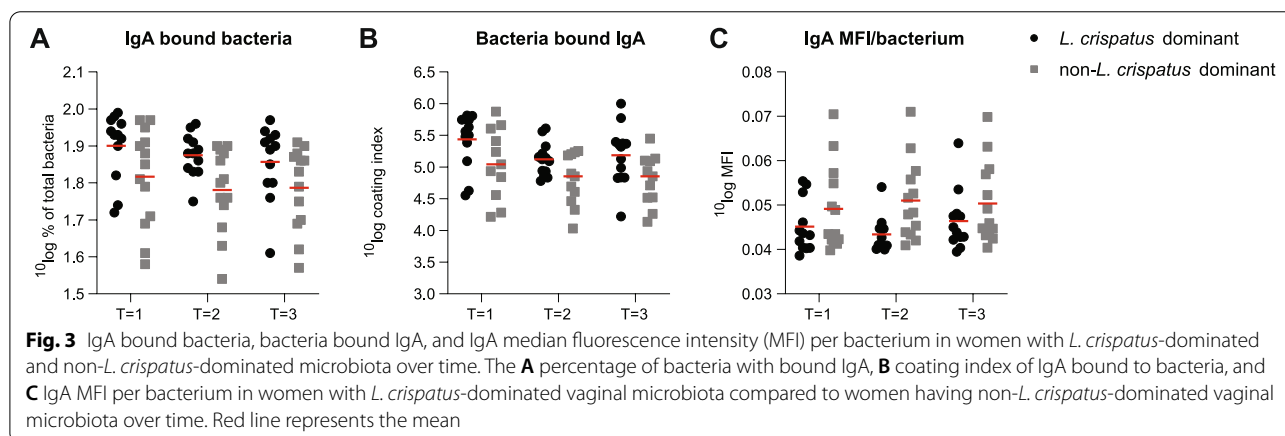 A IgA bound bacteria
B Bacteria bound IgA
C IgA MFI/bacterium
L. crispatus dominant
non-L. crispatus dominant
10log % of total bacteria
2.1
2.0
1.9
1.8
1.7
1.6
1.5
T=1 T=2 T=3
10log coating index
6.5
6.0
5.5
5.0
4.5
4.0
3.5
3.0
T=1 T=2 T=3
10log MFI
0.08
0.07
0.06
0.05
0.04
0.03
T=1 T=2 T=3
Fig. 3 IgA bound bacteria, bacteria bound IgA, and IgA median fluorescence intensity (MFI) per bacterium in women with L. crispatus-dominated
and non-L. crispatus-dominated microbiota over time. The A percentage of bacteria with bound IgA, B coating index of IgA bound to bacteria, and
C IgA MFI per bacterium in women with L. crispatus-dominated vaginal microbiota compared to women having non-L. crispatus-dominated vaginal
microbiota over time. Red line represents the mean